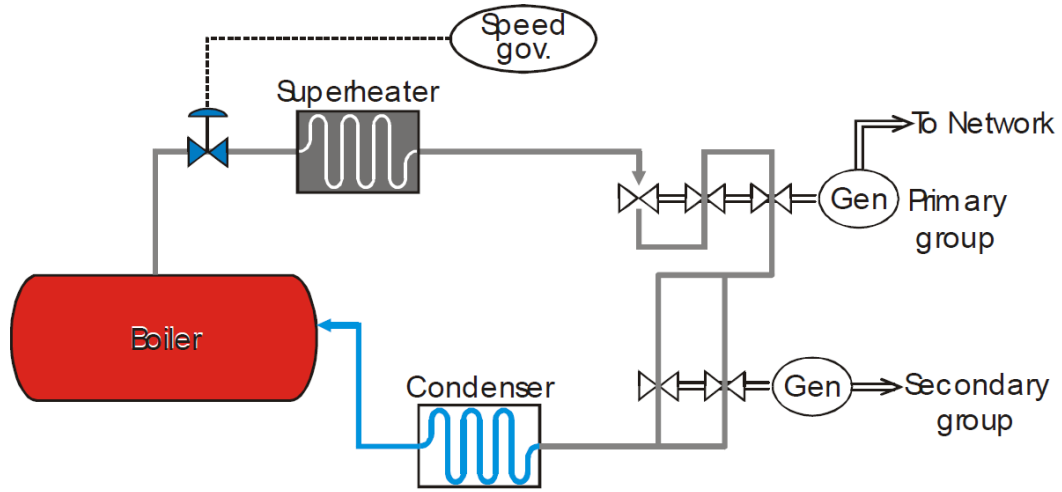 Speed
gov.
Superheater
To Network
Gen
Primary
group
Boiler
Condenser
Gen
Secondary
group